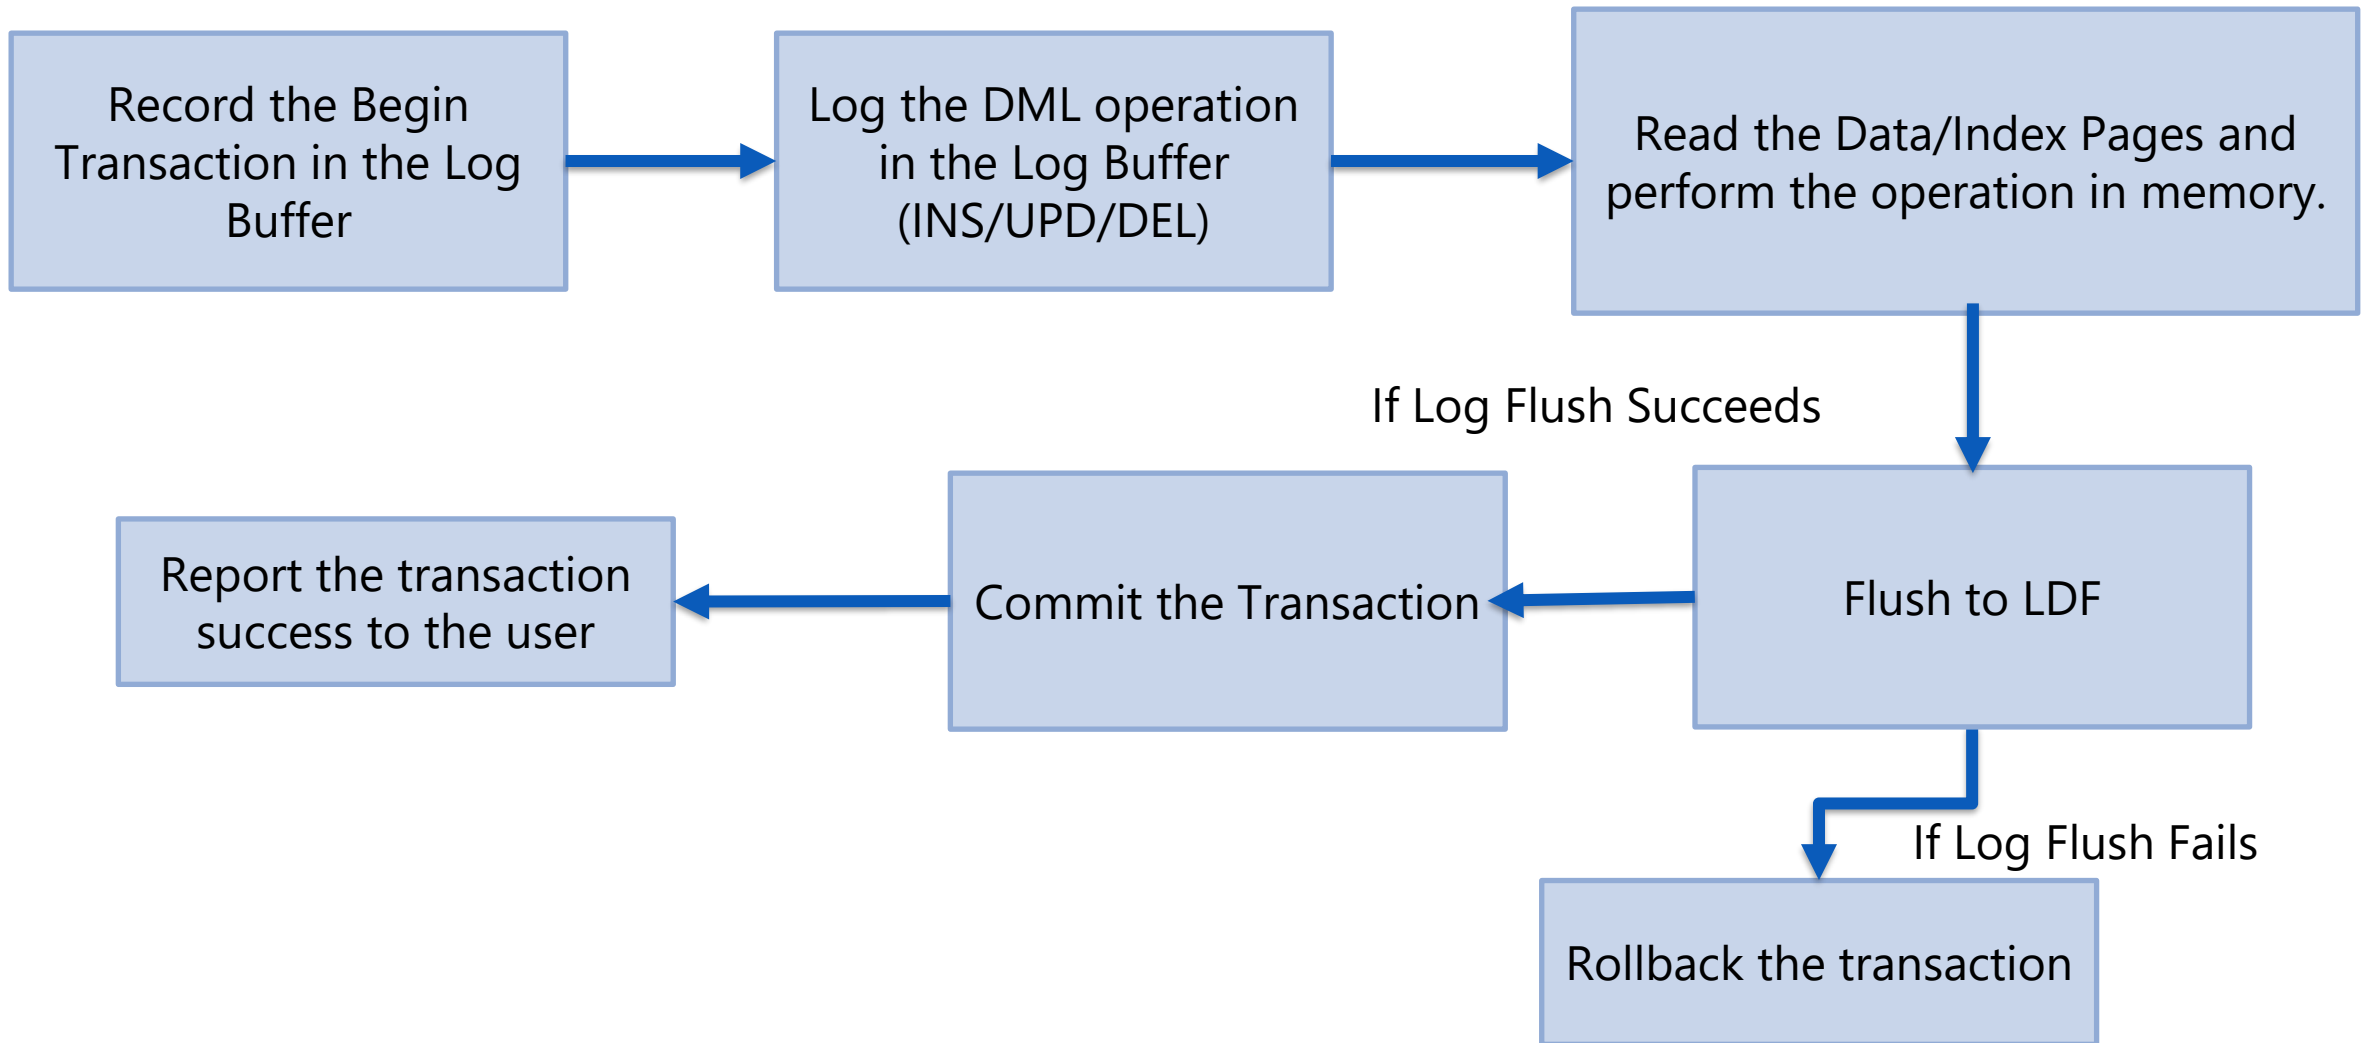 Record the Begin
Transaction in the Log
Buffer
Log the DML operation
in the Log Buffer
(INS/UPD/DEL)
Read the Data/Index Pages and
perform the operation in memory.
If Log Flush Succeeds
Flush to LDF
Commit the Transaction
Report the transaction
success to the user
If Log Flush Fails
Rollback the transaction